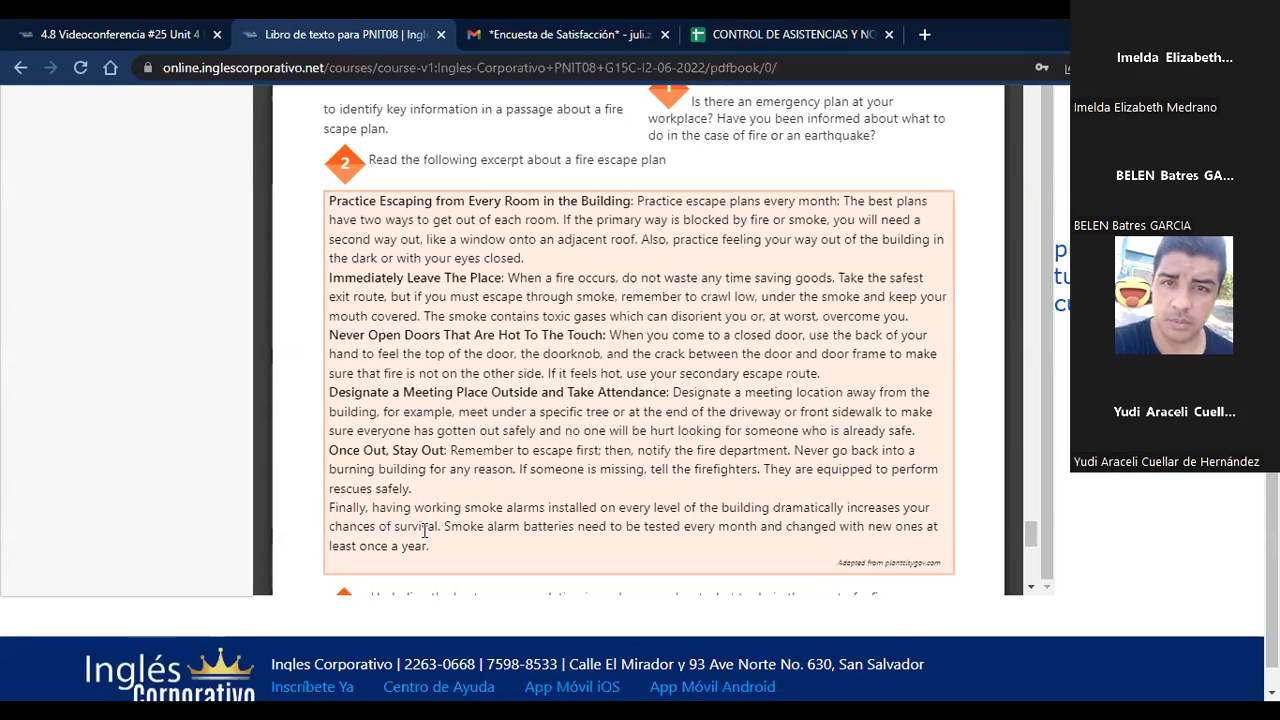 4.8 Videoconferencia #25 Unit 4
Libro de texto para PNIT08 | Ingl
*Encuesta de Satisfacción* - juli.z
CONTROL DE ASISTENCIAS Y NO
online.inglescorporativo.net/courses/course-v1:Ingles-Corporativo+PNIT08+G15C-I2-06-2022/pdfbook/0/
to identify key information in a passage about a fire
scape plan.
1
Is there an emergency plan at your
workplace? Have you been informed about what to
do in the case of fire or an earthquake?
2
Read the following excerpt about a fire escape plan
Practice Escaping from Every Room in the Building: Practice escape plans every month: The best plans
have two ways to get out of each room. If the primary way is blocked by fire or smoke, you will need a
second way out, like a window onto an adjacent roof. Also, practice feeling your way out of the building in
the dark or with your eyes closed.
Immediately Leave The Place: When a fire occurs, do not waste any time saving goods. Take the safest
exit route, but if you must escape through smoke, remember to crawl low, under the smoke and keep your
mouth covered. The smoke contains toxic gases which can disorient you or, at worst, overcome you.
Never Open Doors That Are Hot To The Touch: When you come to a closed door, use the back of your
hand to feel the top of the door, the doorknob, and the crack between the door and door frame to make
sure that fire is not on the other side. If it feels hot, use your secondary escape route.
Designate a Meeting Place Outside and Take Attendance: Designate a meeting location away from the
building, for example, meet under a specific tree or at the end of the driveway or front sidewalk to make
sure everyone has gotten out safely and no one will be hurt looking for someone who is already safe.
Once Out, Stay Out: Remember to escape first; then, notify the fire department. Never go back into a
burning building for any reason. If someone is missing, tell the firefighters. They are equipped to perform
rescues safely.
Finally, having working smoke alarms installed on every level of the building dramatically increases your
chances of survival. Smoke alarm batteries need to be tested every month and changed with new ones at
least once a year.
Adapted from plantcitygov.com
Imelda Elizabeth...
Imelda Elizabeth Medrano
BELEN Batres GA...
BELEN Batres GARCIA
Yudi Araceli Cuell...
Yudi Araceli Cuellar de Hernández
Inglés
Corporativo
Ingles Corporativo | 2263-0668 | 7598-8533 | Calle El Mirador y 93 Ave Norte No. 630, San Salvador
Inscríbete Ya
Centro de Ayuda
App Móvil iOS
App Móvil Android